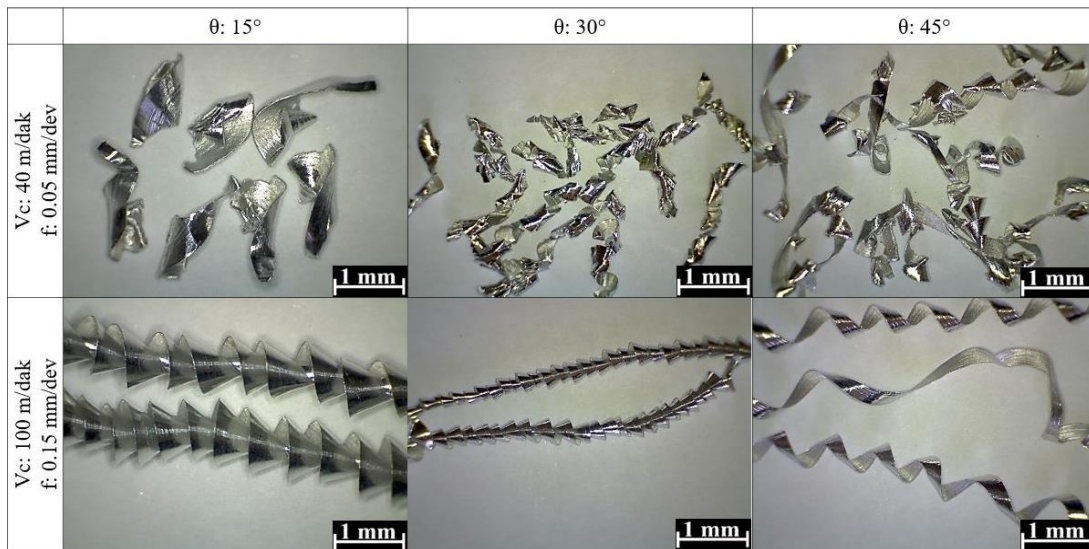 θ: 15° θ: 30° θ: 45°
Vc: 40 m/dak
f: 0.05 mm/dev
1 mm 1 mm 1 mm
Vc: 100 m/dak
f: 0.15 mm/dev
1 mm 1 mm 1 mm